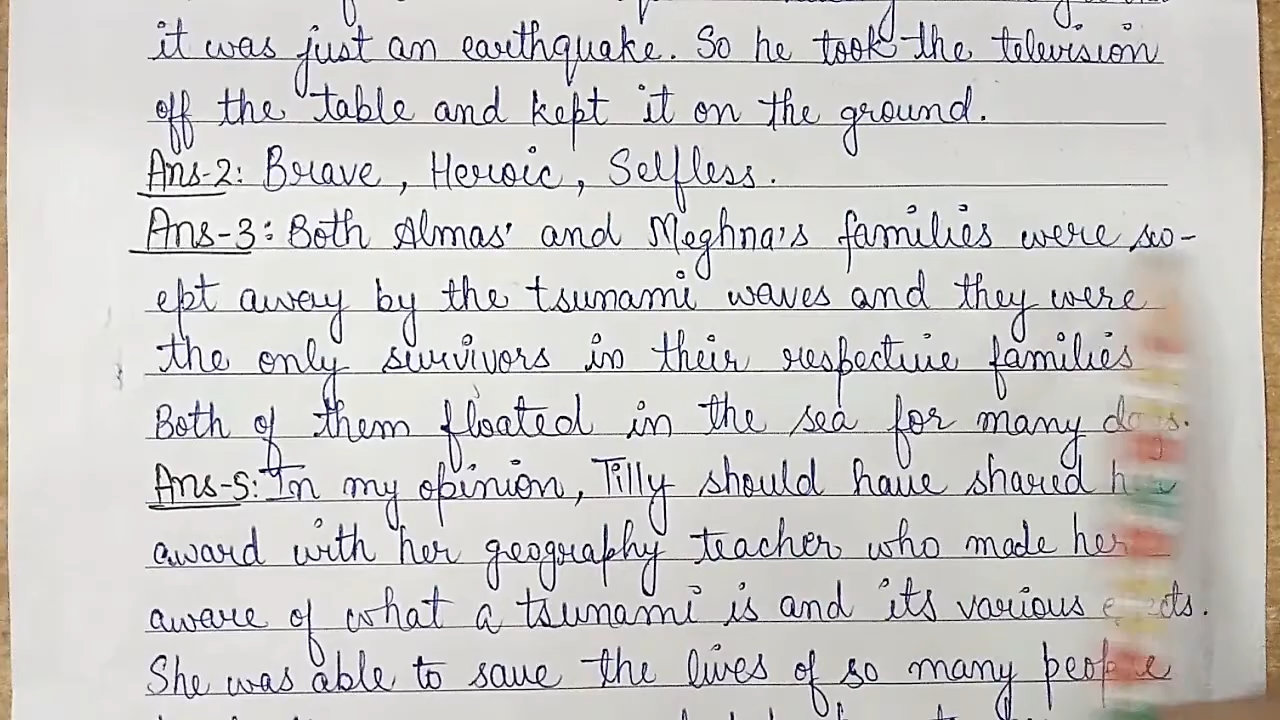 it was just an earthquake. So he took the television
off the table and kept it on the ground.
Ans-2: Brave, Heroic, Selfless.
Ans-3: Both Almas' and Meghna's families were sw-
ept away by the tsunami waves and they were
the only survivors in their respective families
Both of them floated in the sea for many days.
Ans-5: In my opinion, Tilly should have shared her
award with her geography teacher who made her
aware of what a tsunami is and its various
She was able to save the lives of so many people